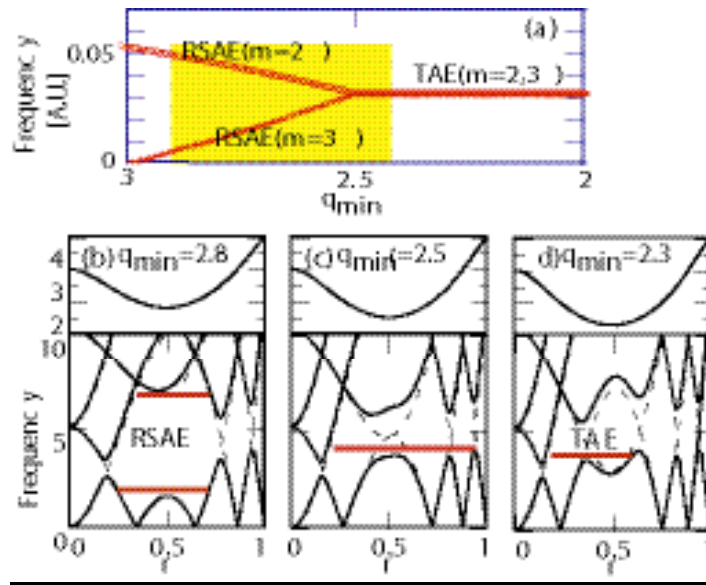 (a)
Frequenc y
[A.U.]
0.05
0
RSAE(m=2 )
TAE(m=2,3 )
RSAE(m=3 )
3 2.5 2
qmin
(b) qmin=2.8
(c) qmin(=2.5
d) qmin=2.3
4
3
2
10
5
0
Frequenc y
RSAE
TAE
0 0,5 1
r
0 0,5 1
r
0 0,5 1
r